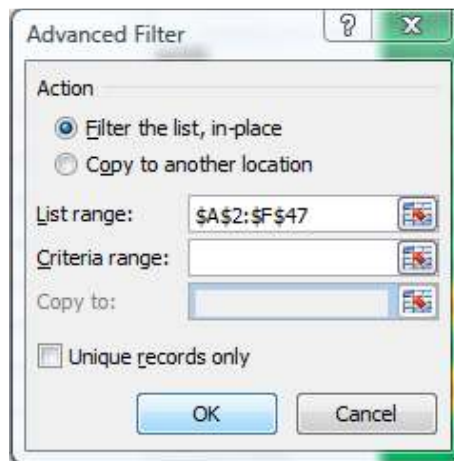 Advanced Filter
Action
Filter the list, in-place
Copy to another location
List range: $A$2:$F$47
Criteria range:
Copy to:
Unique records only
OK Cancel